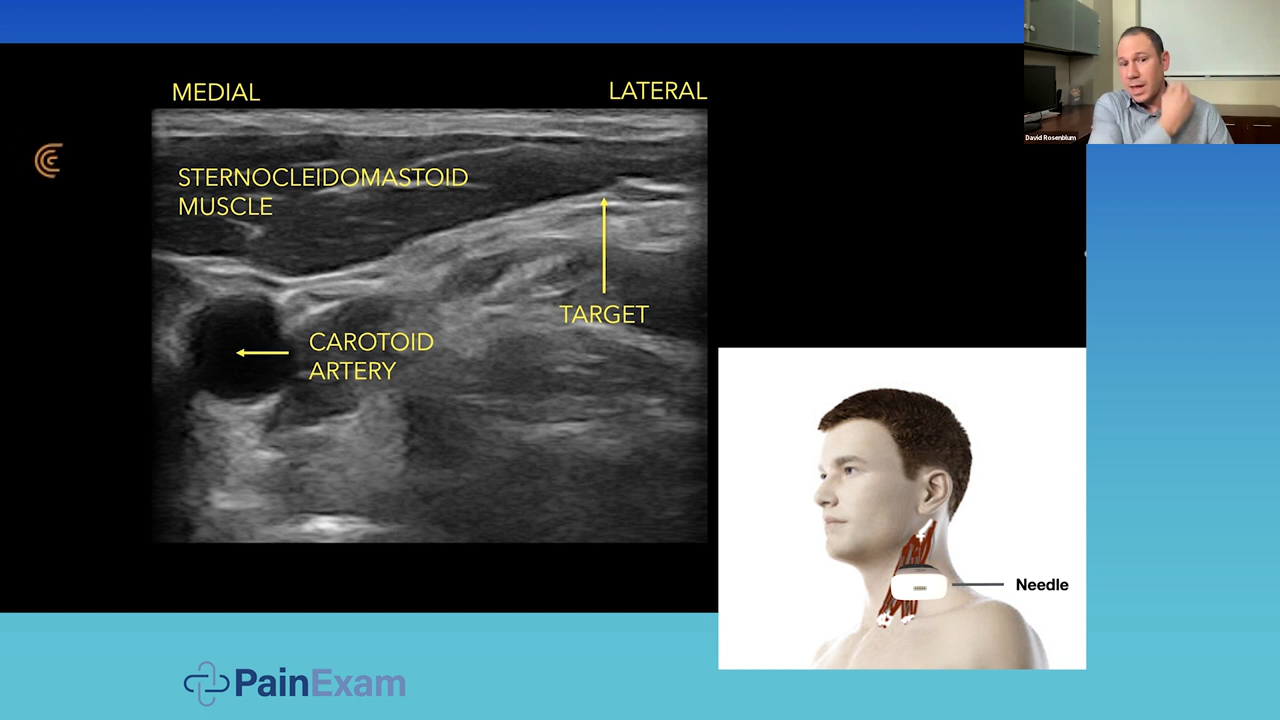 MEDIAL
LATERAL
STERNOCLEIDOMASTOID
MUSCLE
TARGET
CAROTOID
ARTERY
David Rosenblum
Needle
PainExam